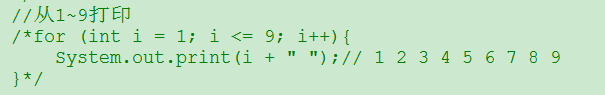 //从1~9打印
/*for (int i = 1; i <= 9; i++){
    System.out.print(i + " ");// 1 2 3 4 5 6 7 8 9
}*/